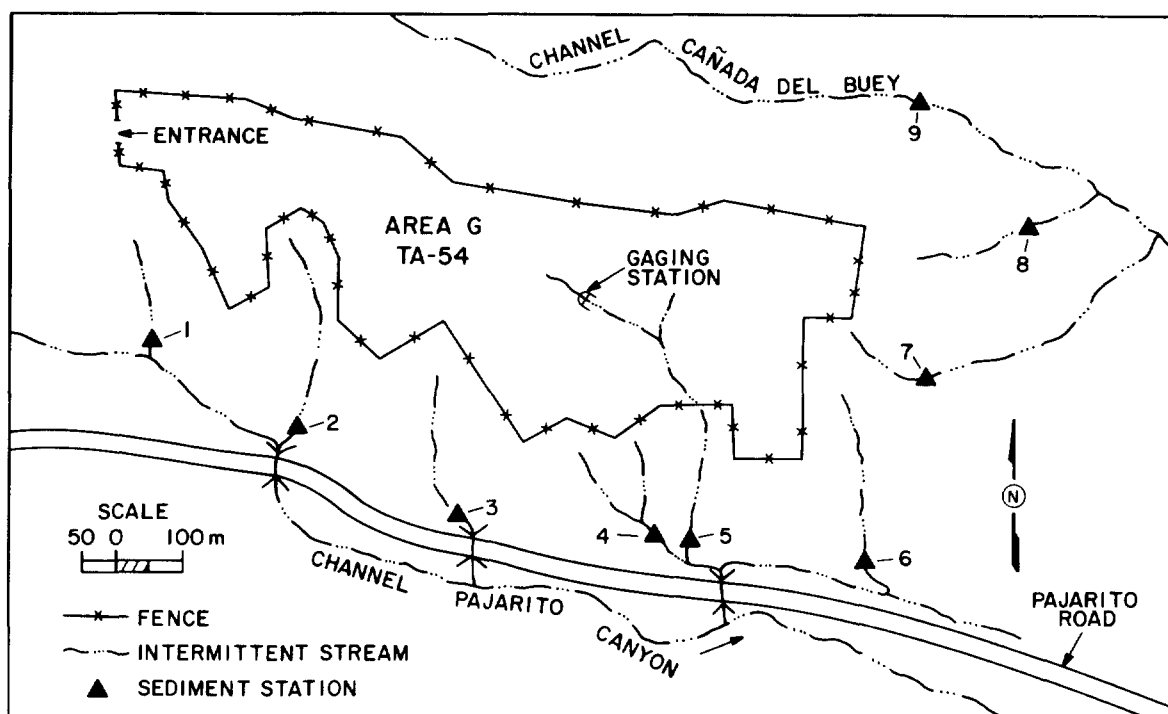 CHANNEL CAÑADA DEL BUEY
9
ENTRANCE
AREA G
TA-54
GAGING
STATION
8
1
7
2
3
4
5
6
N
SCALE
50 0 100 m
CHANNEL PAJARITO CANYON
PAJARITO
ROAD
FENCE
INTERMITTENT STREAM
SEDIMENT STATION